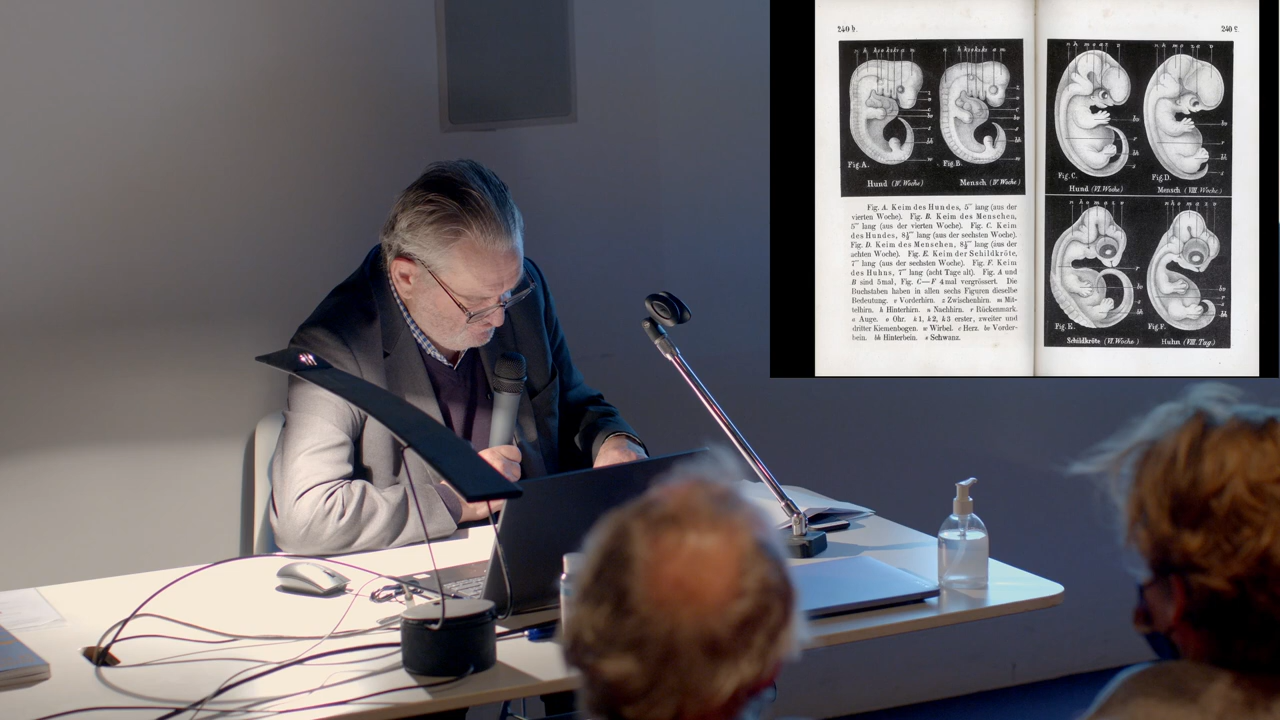 240 b.
Fig. A.
Fig. B.
Hund (IV. Woche)
Mensch (IV. Woche)
Fig. A. Keim des Hundes, 5''' lang (aus der
vierten Woche). Fig. B. Keim des Menschen,
5''' lang (aus der vierten Woche). Fig. C. Keim
des Hundes, 8½''' lang (aus der sechsten Woche).
Fig. D. Keim des Menschen, 8½''' lang (aus der
achten Woche). Fig. E. Keim der Schildkröte,
7''' lang (aus der sechsten Woche). Fig. F. Keim
des Huhns, 7''' lang (acht Tage alt). Fig. A und
B sind 5mal, Fig. C—F 4mal vergrössert. Die
Buchstaben haben in allen sechs Figuren dieselbe
Bedeutung. v Vorderhirn. z Zwischenhirn. m Mit-
telhirn. h Hinterhirn. n Nachhirn. r Rückenmark.
a Auge. o Ohr. k1, k2, k3 erster, zweiter und
dritter Kiemenbogen. w Wirbel. c Herz. bv Vorder-
bein. bh Hinterbein. s Schwanz.
240 c.
Fig. C.
Fig. D.
Hund (VI. Woche)
Mensch (VIII. Woche.)
Fig. E.
Fig. F.
Schildkröte (VI. Woche)
Huhn (VIII. Tag.)